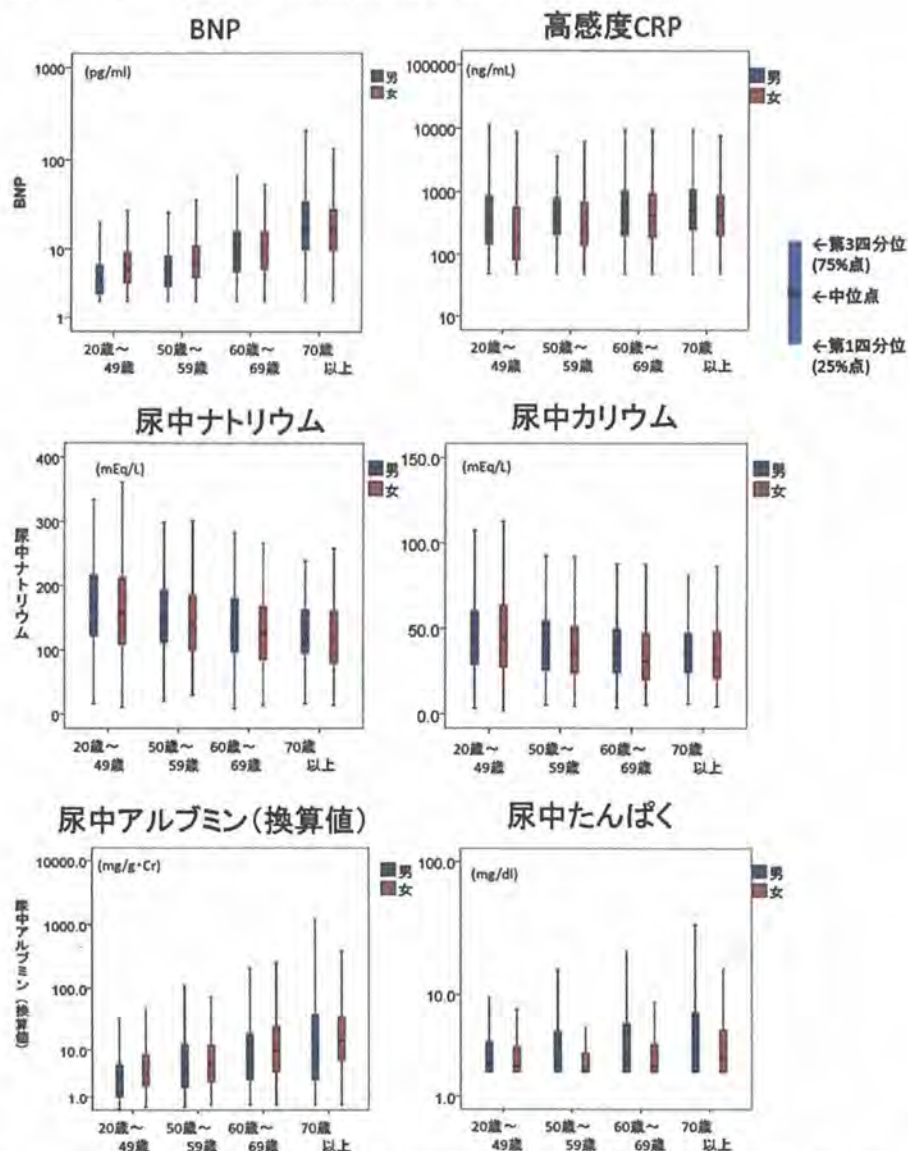 BNP
(pg/ml)
男
女
BNP
1000
100
10
1
20歳～
49歳
50歳～
59歳
60歳～
69歳
70歳
以上
高感度CRP
(ng/mL)
男
女
100000
10000
1000
100
10
20歳～
49歳
50歳～
59歳
60歳～
69歳
70歳
以上
←第3四分位
(75%点)
←中位点
←第1四分位
(25%点)
尿中ナトリウム
(mEq/L)
男
女
尿中ナトリウム
400
300
200
100
0
20歳～
49歳
50歳～
59歳
60歳～
69歳
70歳
以上
尿中カリウム
(mEq/L)
男
女
150.0
100.0
50.0
0.0
20歳～
49歳
50歳～
59歳
60歳～
69歳
70歳
以上
尿中アルブミン(換算値)
(mg/g・Cr)
男
女
尿中アルブミン(換算値)
10000.0
1000.0
100.0
10.0
1.0
20歳～
49歳
50歳～
59歳
60歳～
69歳
70歳
以上
尿中たんぱく
(mg/dl)
男
女
100.0
10.0
1.0
20歳～
49歳
50歳～
59歳
60歳～
69歳
70歳
以上